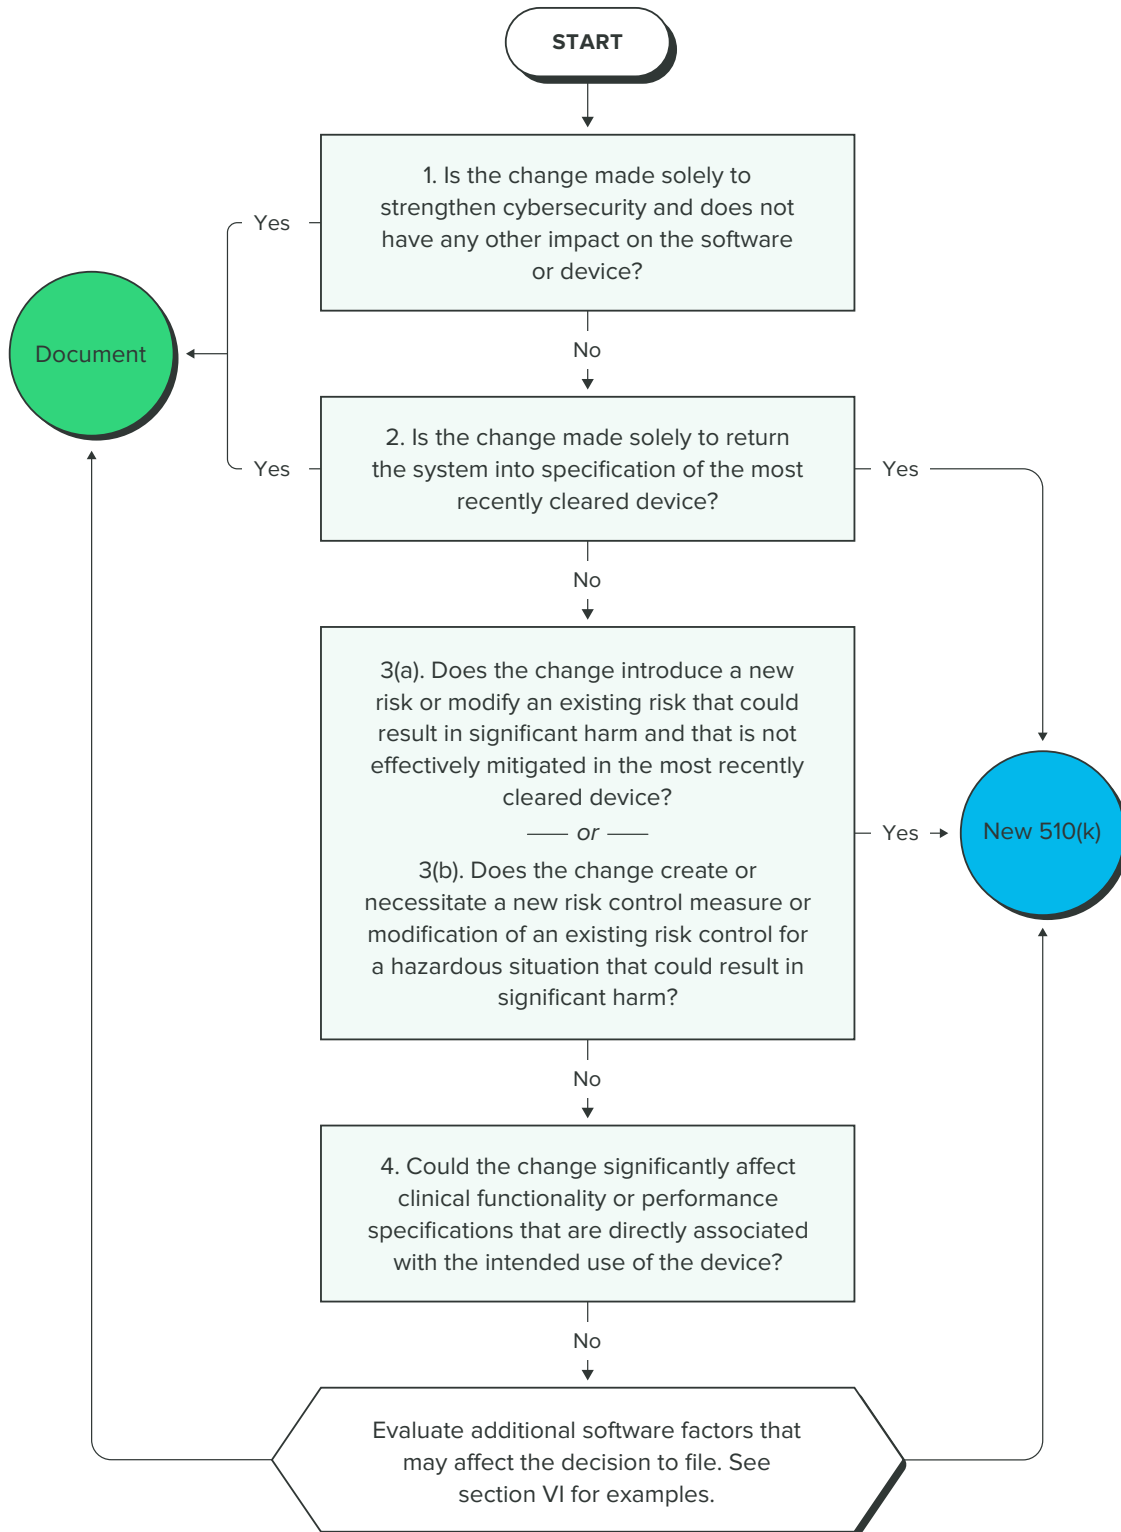 START
1. Is the change made solely to
strengthen cybersecurity and does not
have any other impact on the software
or device?
Yes
No
Document
2. Is the change made solely to return
the system into specification of the most
recently cleared device?
Yes
Yes
No
3(a). Does the change introduce a new
risk or modify an existing risk that could
result in significant harm and that is not
effectively mitigated in the most recently
cleared device?
or
3(b). Does the change create or
necessitate a new risk control measure or
modification of an existing risk control for
a hazardous situation that could result in
significant harm?
Yes
New 510(k)
No
4. Could the change significantly affect
clinical functionality or performance
specifications that are directly associated
with the intended use of the device?
No
Evaluate additional software factors that
may affect the decision to file. See
section VI for examples.